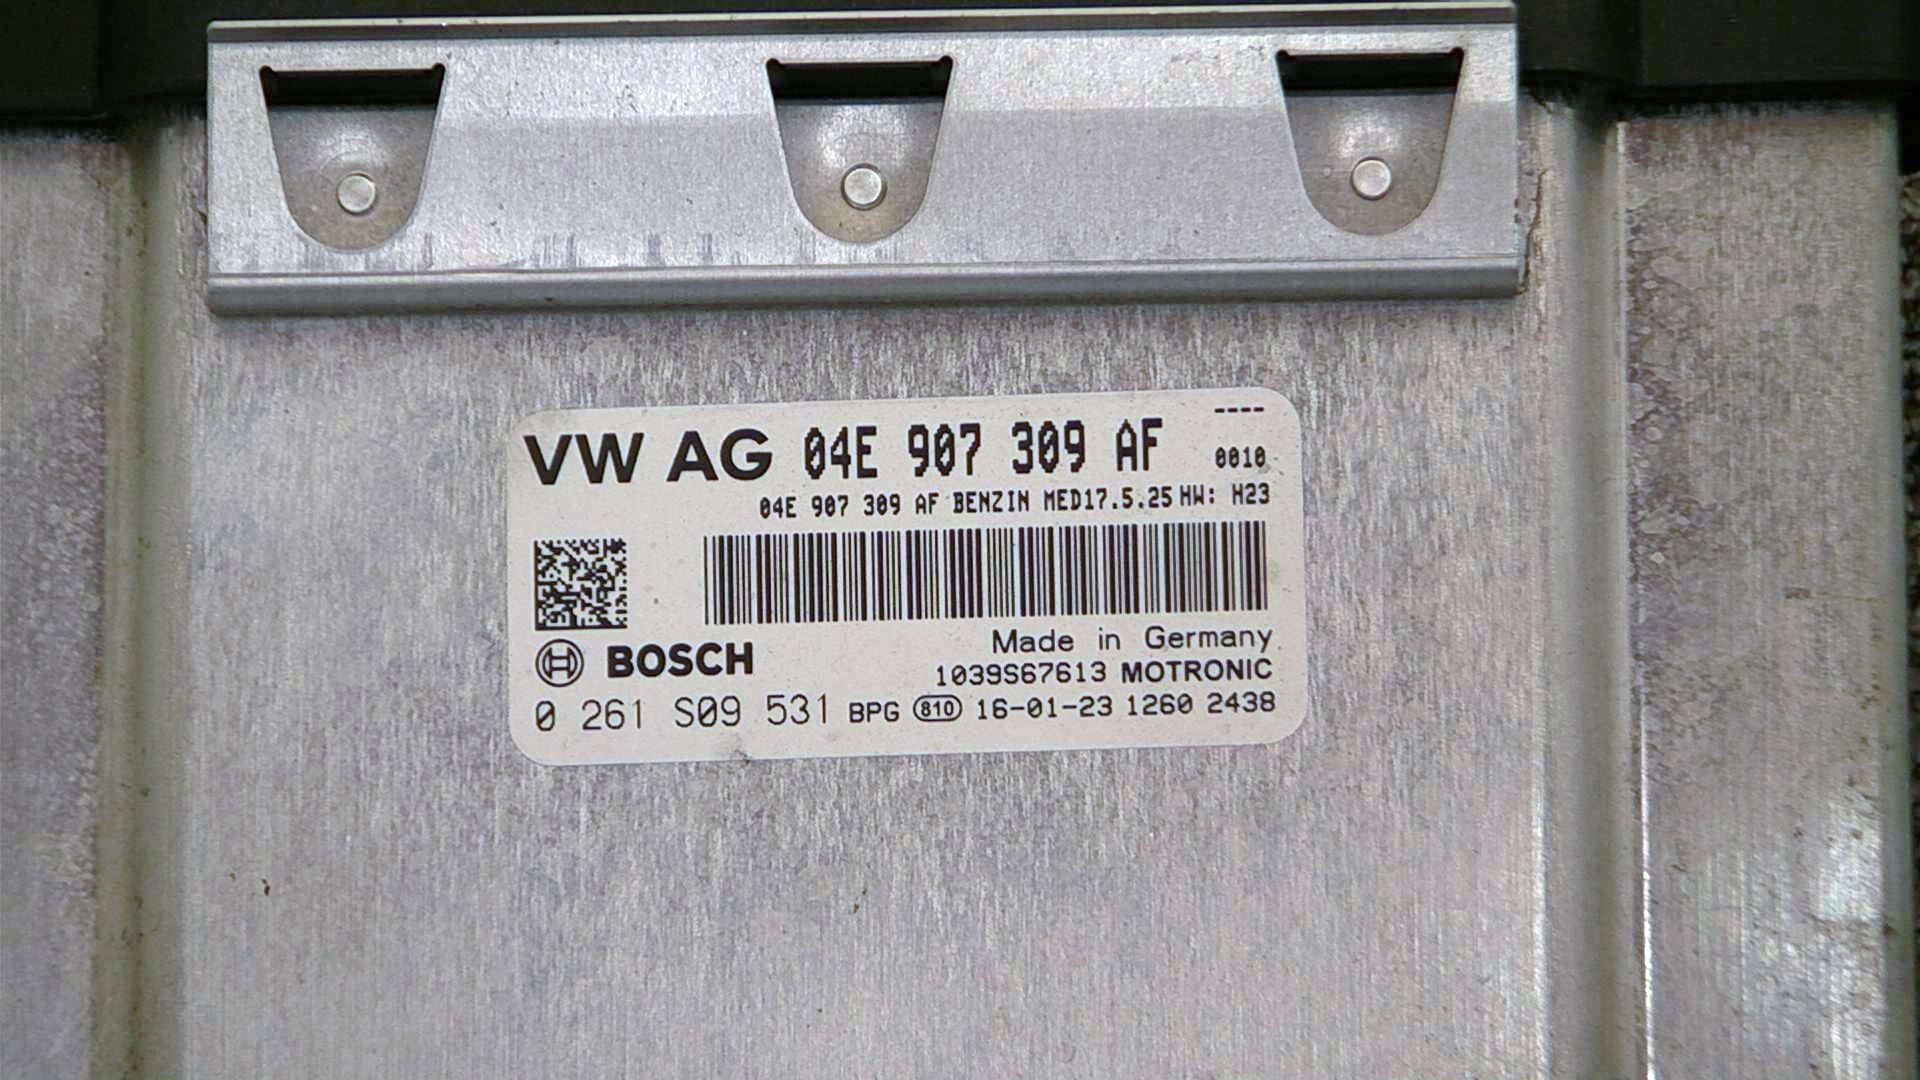 ----
VW AG 04E 907 309 AF 0010
04E 907 309 AF BENZIN MED17.5.25 HW: H23
BOSCH
Made in Germany
1039S67613 MOTRONIC
0 261 S09 531 BPG 810 16-01-23 1260 2438